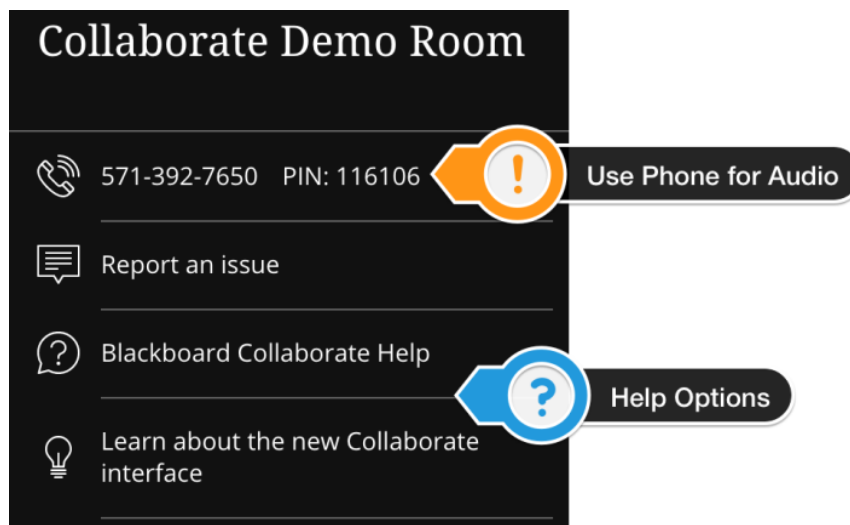 Collaborate Demo Room
571-392-7650 PIN: 116106
! Use Phone for Audio
Report an issue
? Blackboard Collaborate Help
? Help Options
Learn about the new Collaborate
interface